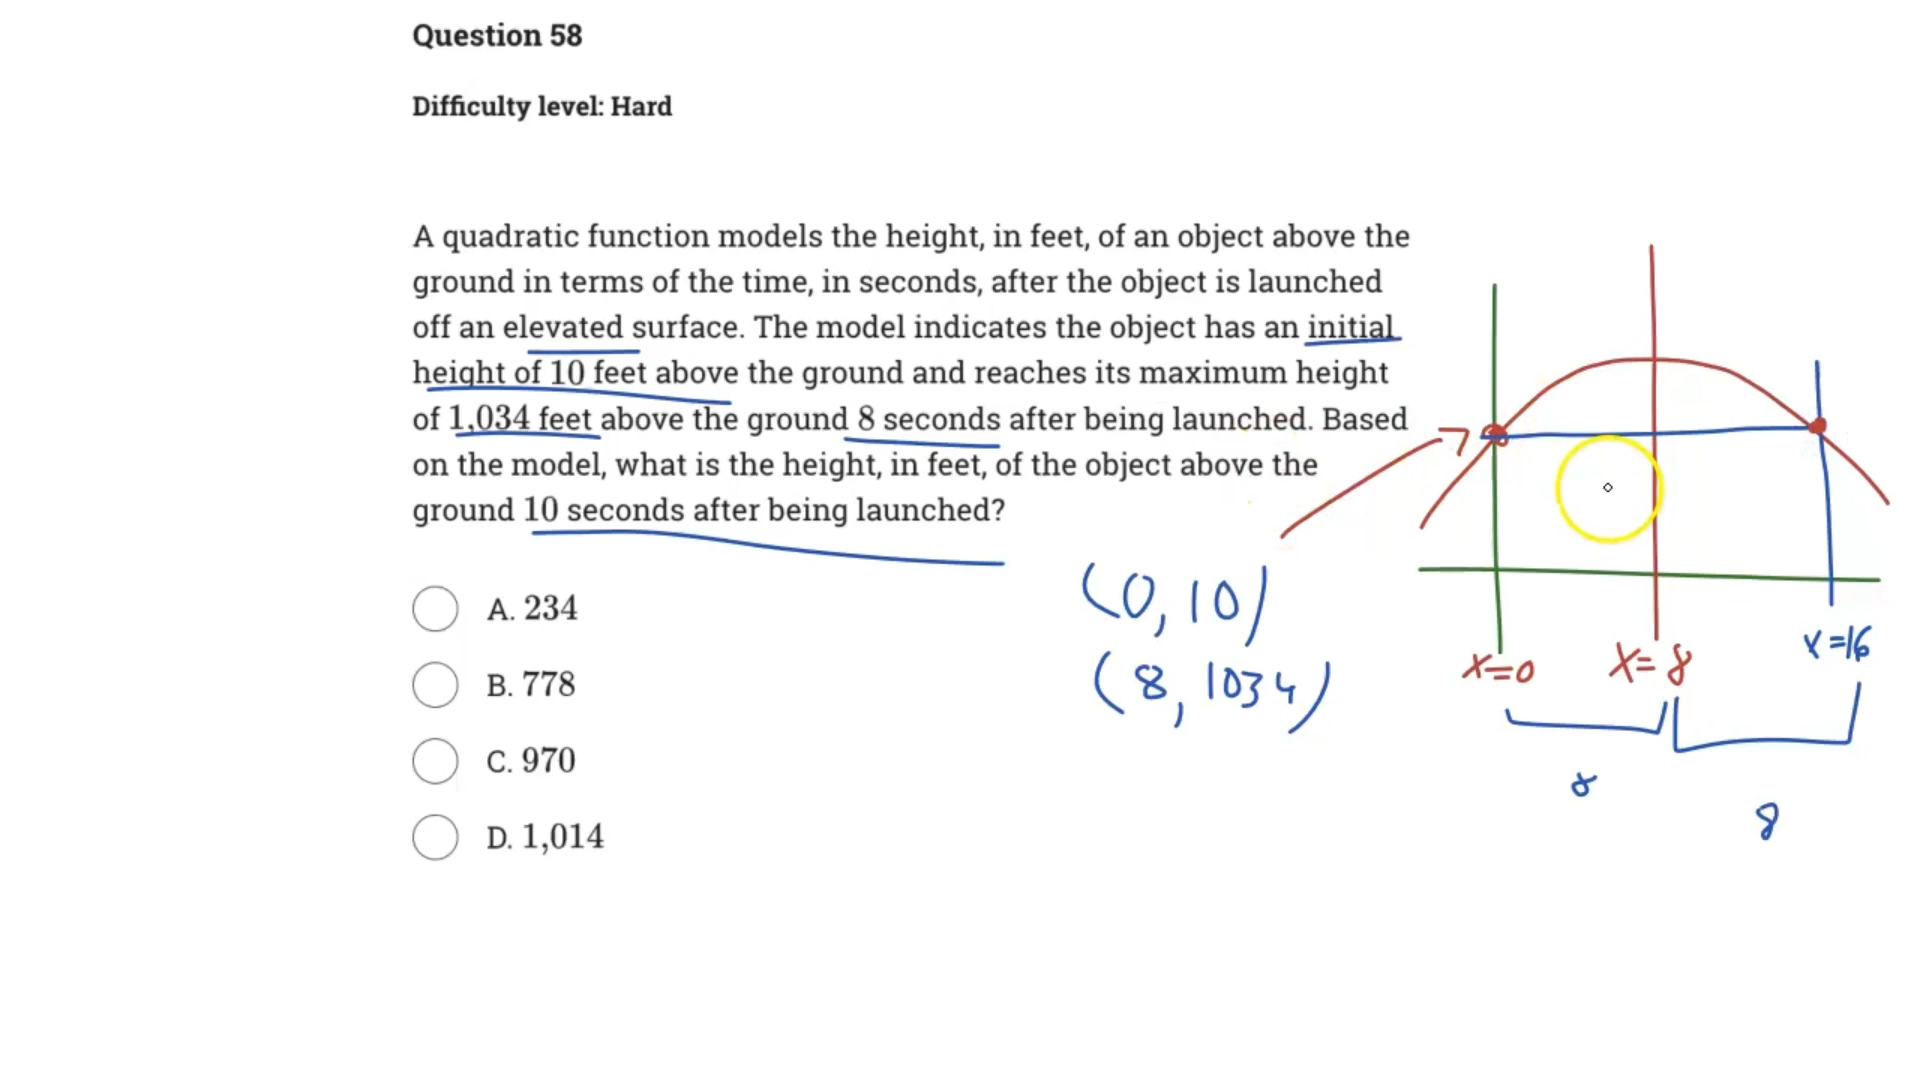 Question 58
Difficulty level: Hard
A quadratic function models the height, in feet, of an object above the
ground in terms of the time, in seconds, after the object is launched
off an elevated surface. The model indicates the object has an initial
height of 10 feet above the ground and reaches its maximum height
of 1,034 feet above the ground 8 seconds after being launched. Based
on the model, what is the height, in feet, of the object above the
ground 10 seconds after being launched?
A. 234
B. 778
C. 970
D. 1,014
(0, 10)
(8, 1034)
x=0
x=8
x=16
8
8